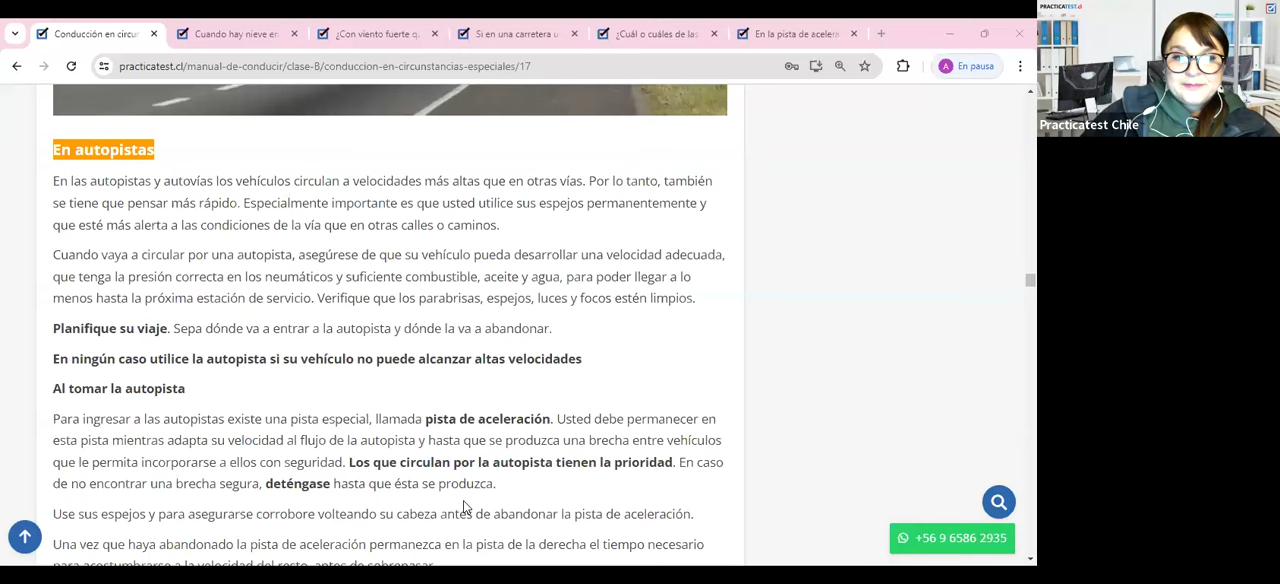 Conducción en circur
Cuando hay nieve en
¿Con viento fuerte q
Si en una carretera u
¿Cuál o cuáles de las
En la pista de acelera
practicatest.cl/manual-de-conducir/clase-B/conduccion-en-circunstancias-especiales/17
A En pausa
PRACTICATEST.cl
Practicatest Chile
En autopistas
En las autopistas y autovías los vehículos circulan a velocidades más altas que en otras vías. Por lo tanto, también
se tiene que pensar más rápido. Especialmente importante es que usted utilice sus espejos permanentemente y
que esté más alerta a las condiciones de la vía que en otras calles o caminos.
Cuando vaya a circular por una autopista, asegúrese de que su vehículo pueda desarrollar una velocidad adecuada,
que tenga la presión correcta en los neumáticos y suficiente combustible, aceite y agua, para poder llegar a lo
menos hasta la próxima estación de servicio. Verifique que los parabrisas, espejos, luces y focos estén limpios.
Planifique su viaje. Sepa dónde va a entrar a la autopista y dónde la va a abandonar.
En ningún caso utilice la autopista si su vehículo no puede alcanzar altas velocidades
Al tomar la autopista
Para ingresar a las autopistas existe una pista especial, llamada pista de aceleración. Usted debe permanecer en
esta pista mientras adapta su velocidad al flujo de la autopista y hasta que se produzca una brecha entre vehículos
que le permita incorporarse a ellos con seguridad. Los que circulan por la autopista tienen la prioridad. En caso
de no encontrar una brecha segura, deténgase hasta que ésta se produzca.
Use sus espejos y para asegurarse corrobore volteando su cabeza antes de abandonar la pista de aceleración.
Una vez que haya abandonado la pista de aceleración permanezca en la pista de la derecha el tiempo necesario
para acostumbrarse a la velocidad del resto, antes de sobrepasar.
+56 9 6586 2935